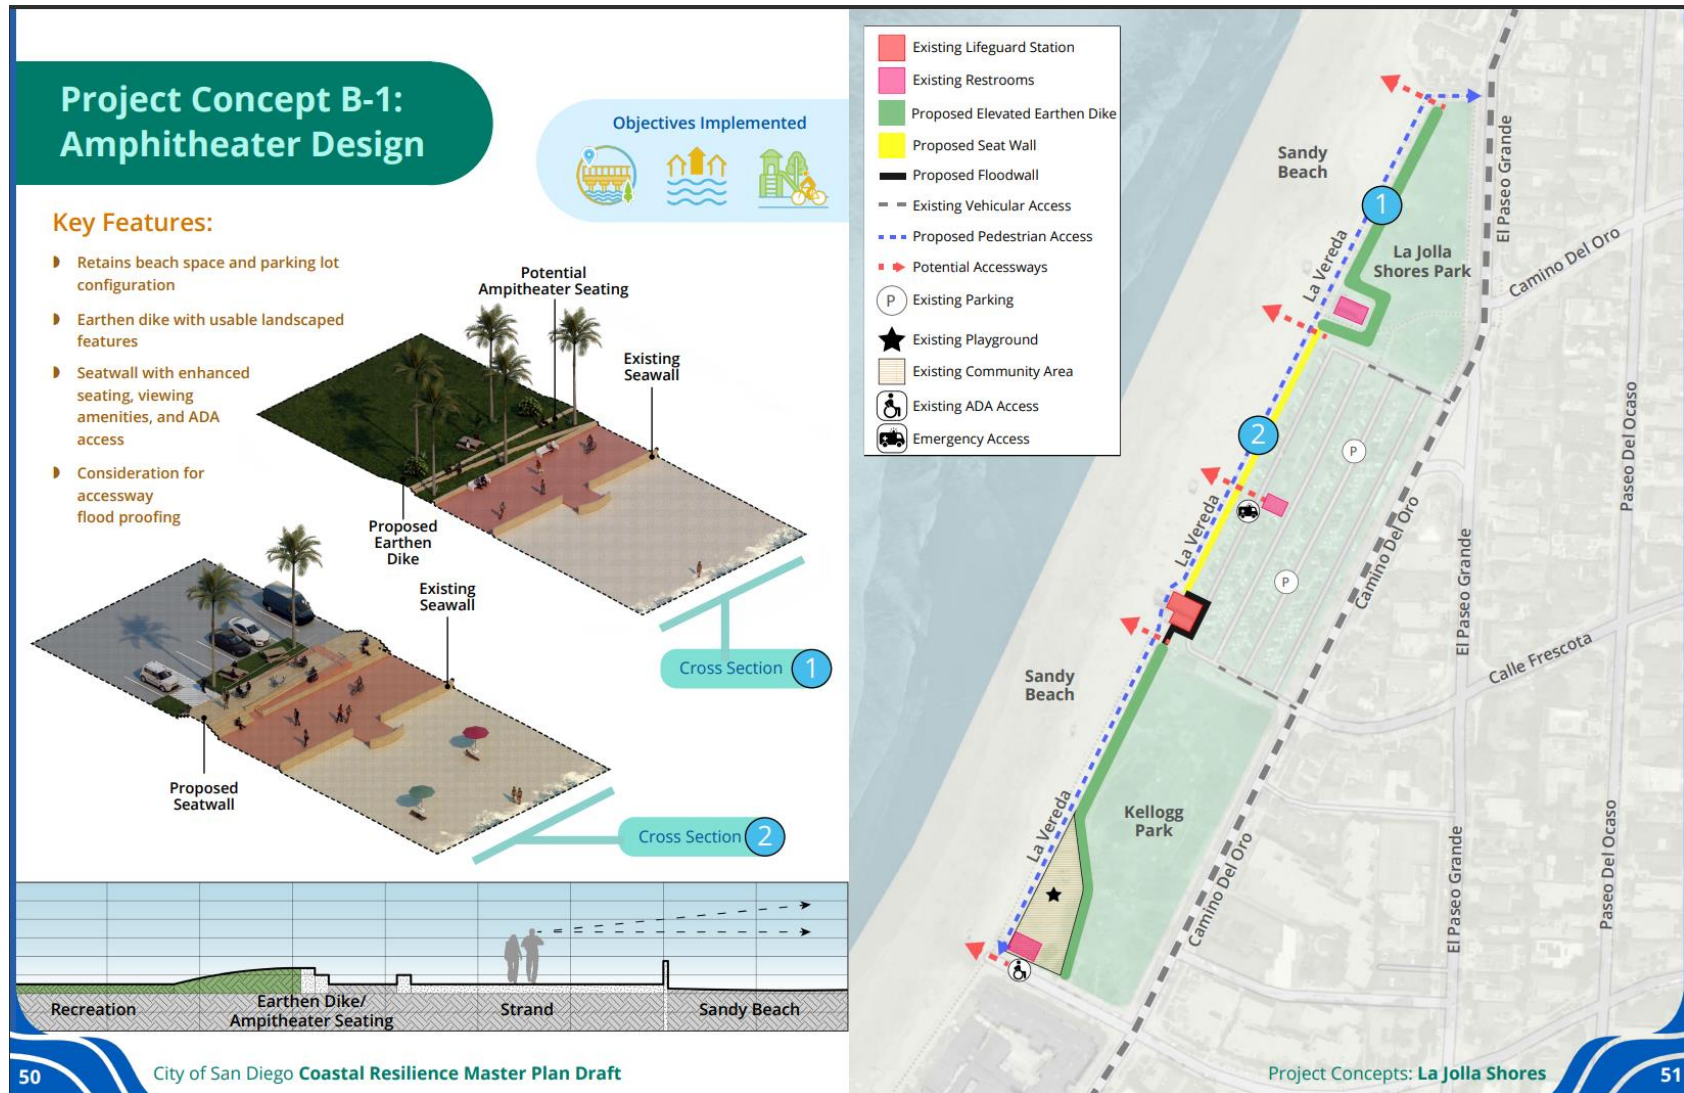 Project Concept B-1:
Amphitheater Design
Objectives Implemented
Key Features:
Retains beach space and parking lot
configuration
Earthen dike with usable landscaped
features
Seatwall with enhanced
seating, viewing
amenities, and ADA
access
Consideration for
accessway
flood proofing
Potential
Ampitheater Seating
Existing
Seawall
Proposed
Earthen
Dike
Cross Section 1
Existing
Seawall
Proposed
Seatwall
Cross Section 2
Recreation
Earthen Dike/
Ampitheater Seating
Strand
Sandy Beach
50
City of San Diego Coastal Resilience Master Plan Draft
Existing Lifeguard Station
Existing Restrooms
Proposed Elevated Earthen Dike
Proposed Seat Wall
Proposed Floodwall
Existing Vehicular Access
Proposed Pedestrian Access
Potential Accessways
P Existing Parking
Existing Playground
Existing Community Area
Existing ADA Access
Emergency Access
Sandy
Beach
1
La Vereda
La Jolla
Shores Park
El Paseo Grande
Camino Del Oro
2
P
La Vereda
P
Camino Del Oro
El Paseo Grande
Paseo Del Ocaso
Calle Frescota
Sandy
Beach
La Vereda
Kellogg
Park
Camino Del Oro
El Paseo Grande
Paseo Del Ocaso
Project Concepts: La Jolla Shores
51